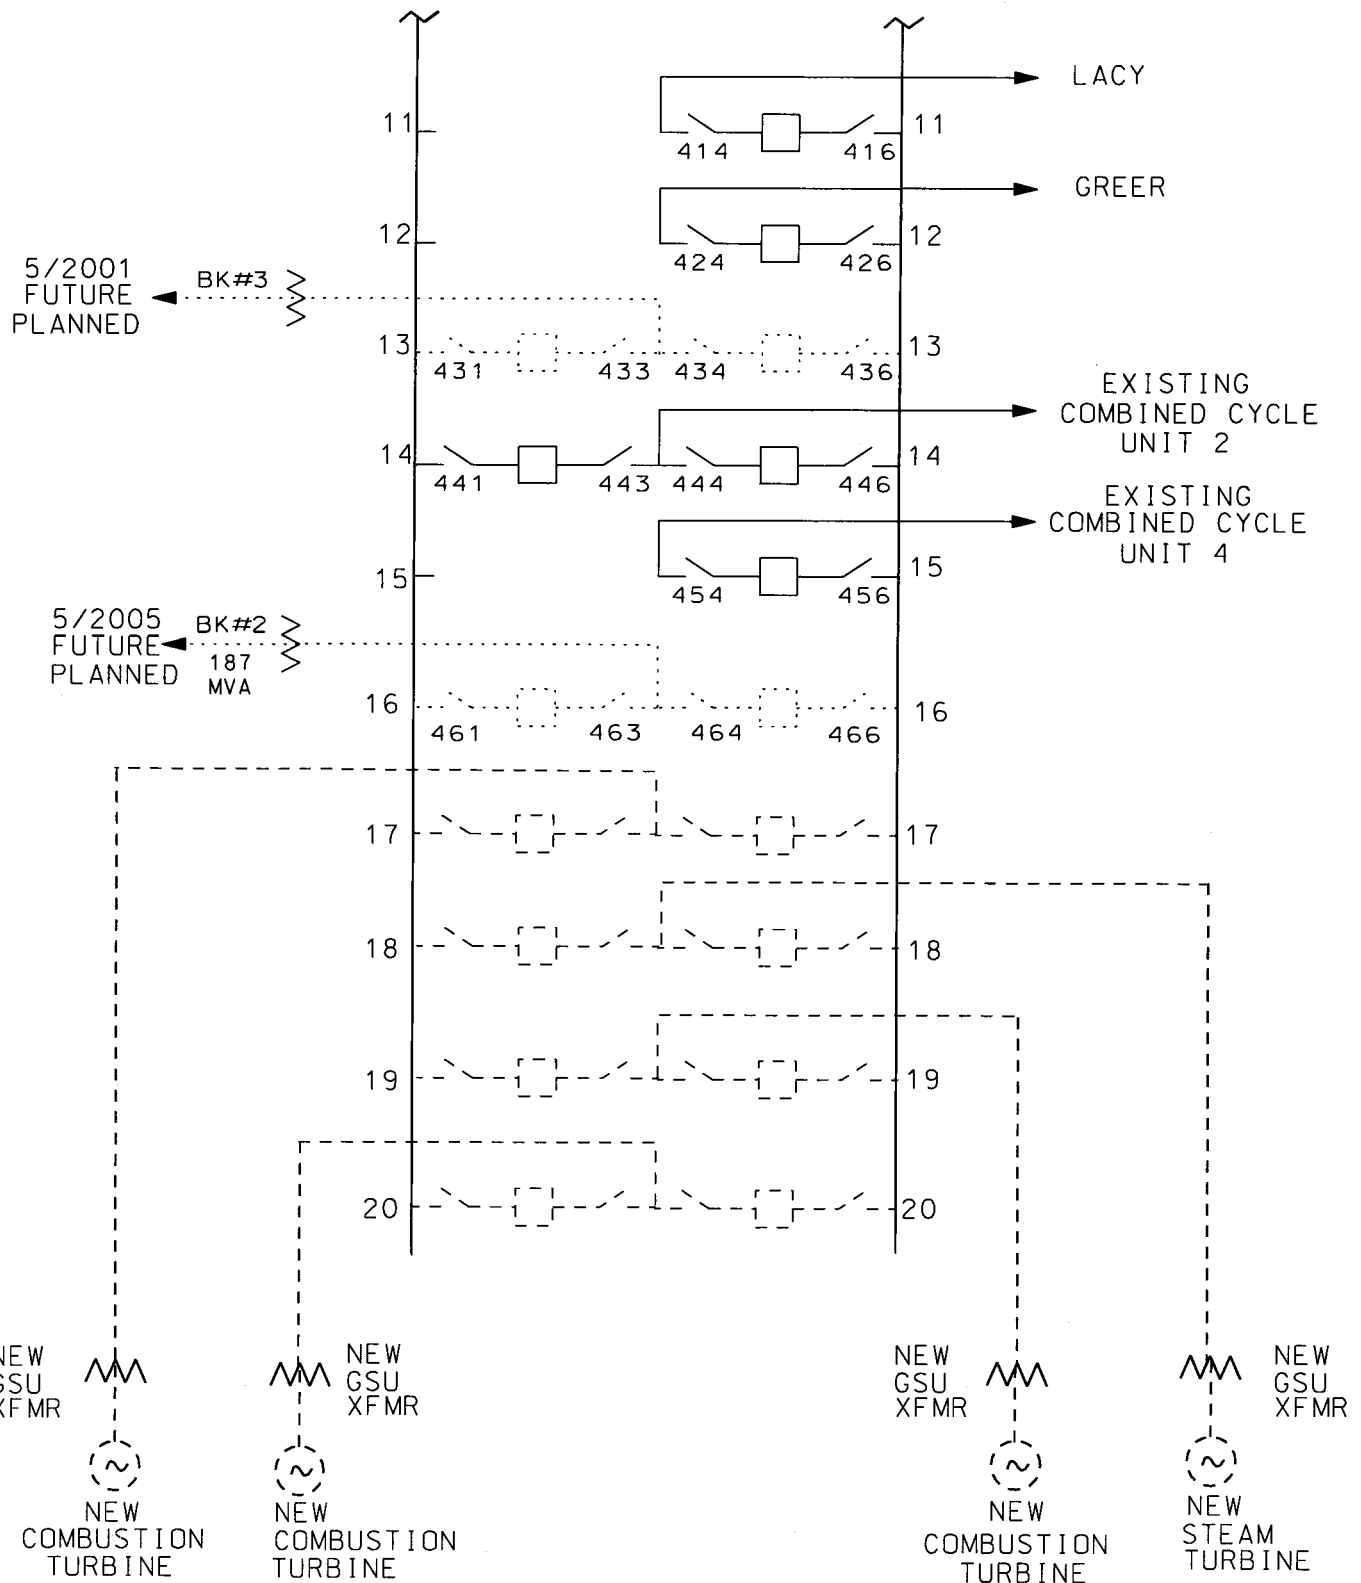 LACY
11
11
414
416
GREER
12
12
424
426
5/2001
FUTURE
PLANNED
BK#3
13
13
431
433
434
436
EXISTING
COMBINED CYCLE
UNIT 2
14
14
441
443
444
446
EXISTING
COMBINED CYCLE
UNIT 4
15
15
454
456
5/2005
FUTURE
PLANNED
BK#2
187
MVA
16
16
461
463
464
466
17
17
18
18
19
19
20
20
NEW
GSU
XFMR
NEW
GSU
XFMR
NEW
GSU
XFMR
NEW
GSU
XFMR
NEW
COMBUSTION
TURBINE
NEW
COMBUSTION
TURBINE
NEW
COMBUSTION
TURBINE
NEW
STEAM
TURBINE